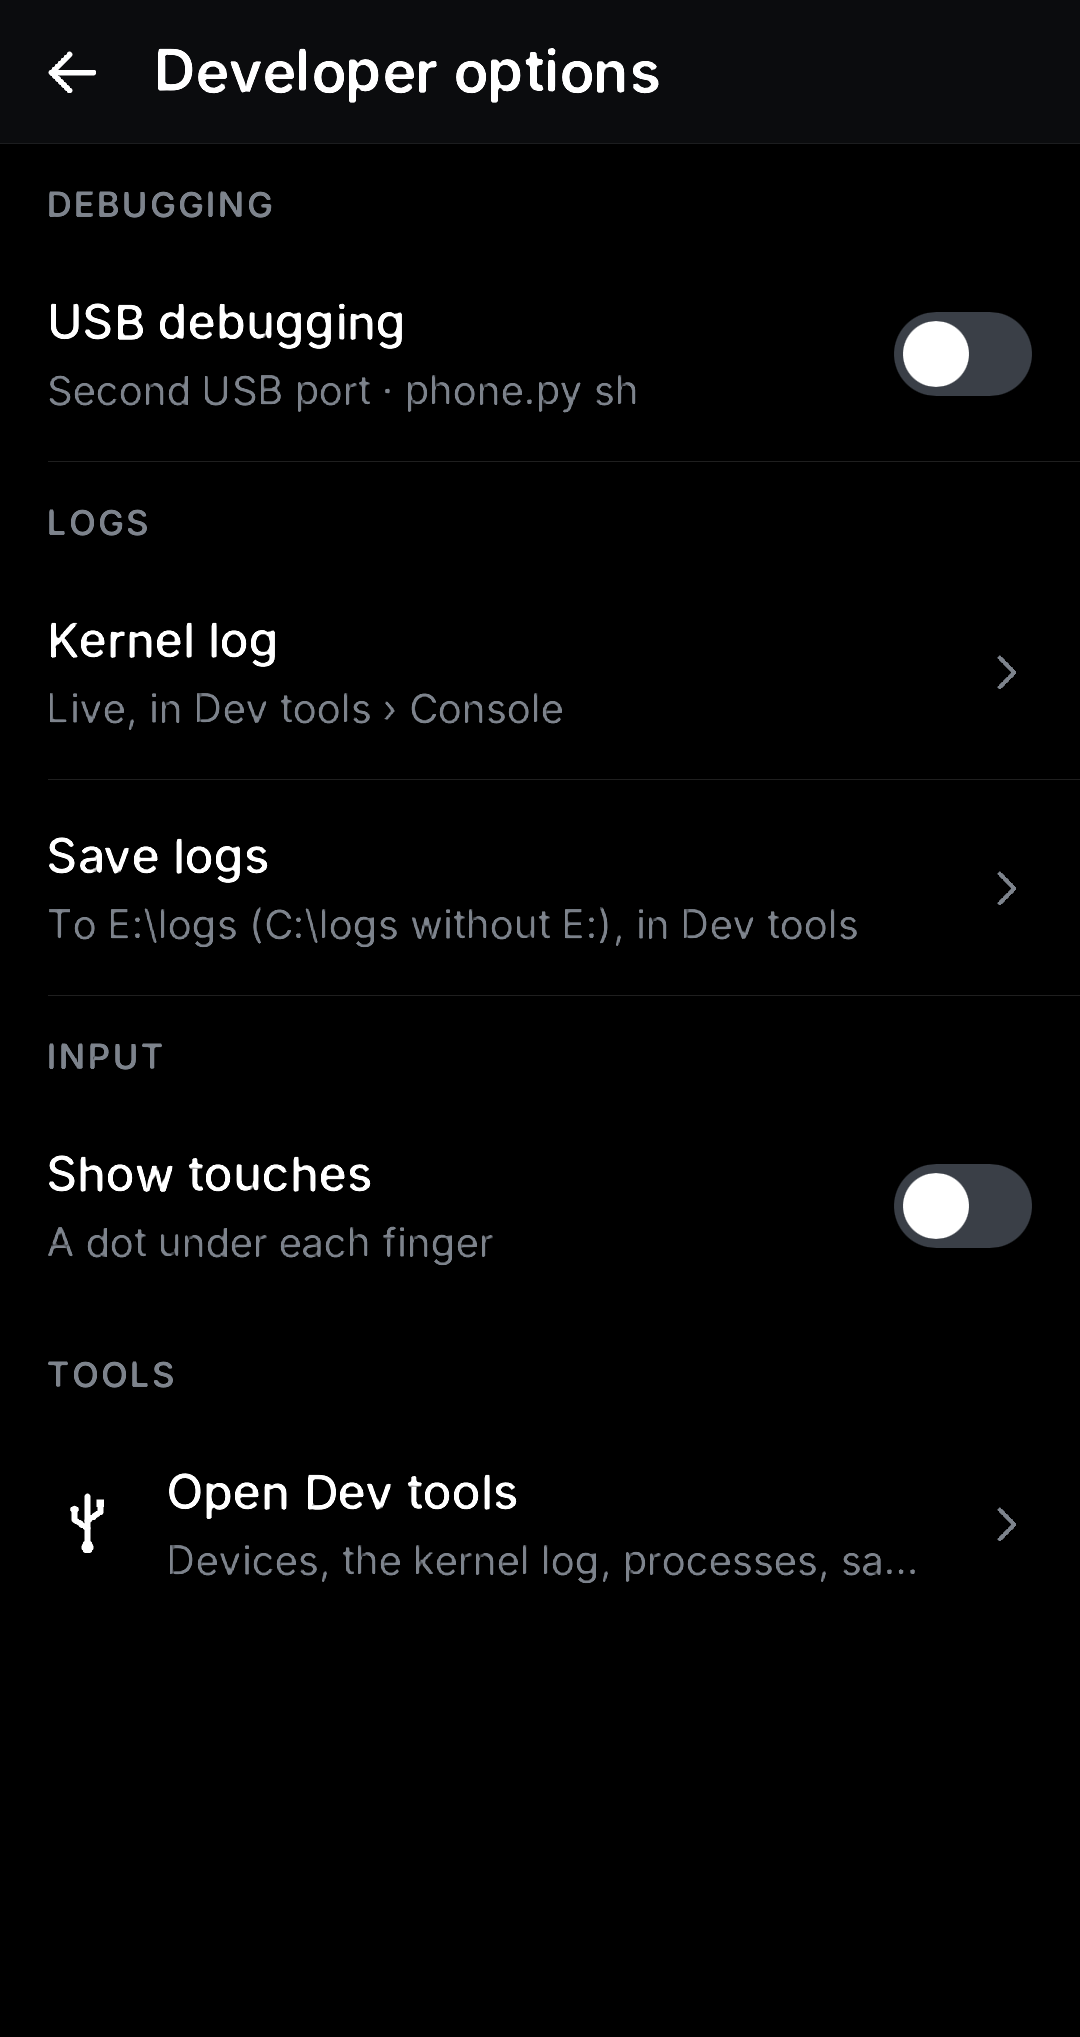 Developer options
DEBUGGING
USB debugging
Second USB port · phone.py sh
LOGS
Kernel log
Live, in Dev tools › Console
Save logs
To E:\logs (C:\logs without E:), in Dev tools
INPUT
Show touches
A dot under each finger
TOOLS
Open Dev tools
Devices, the kernel log, processes, sa...